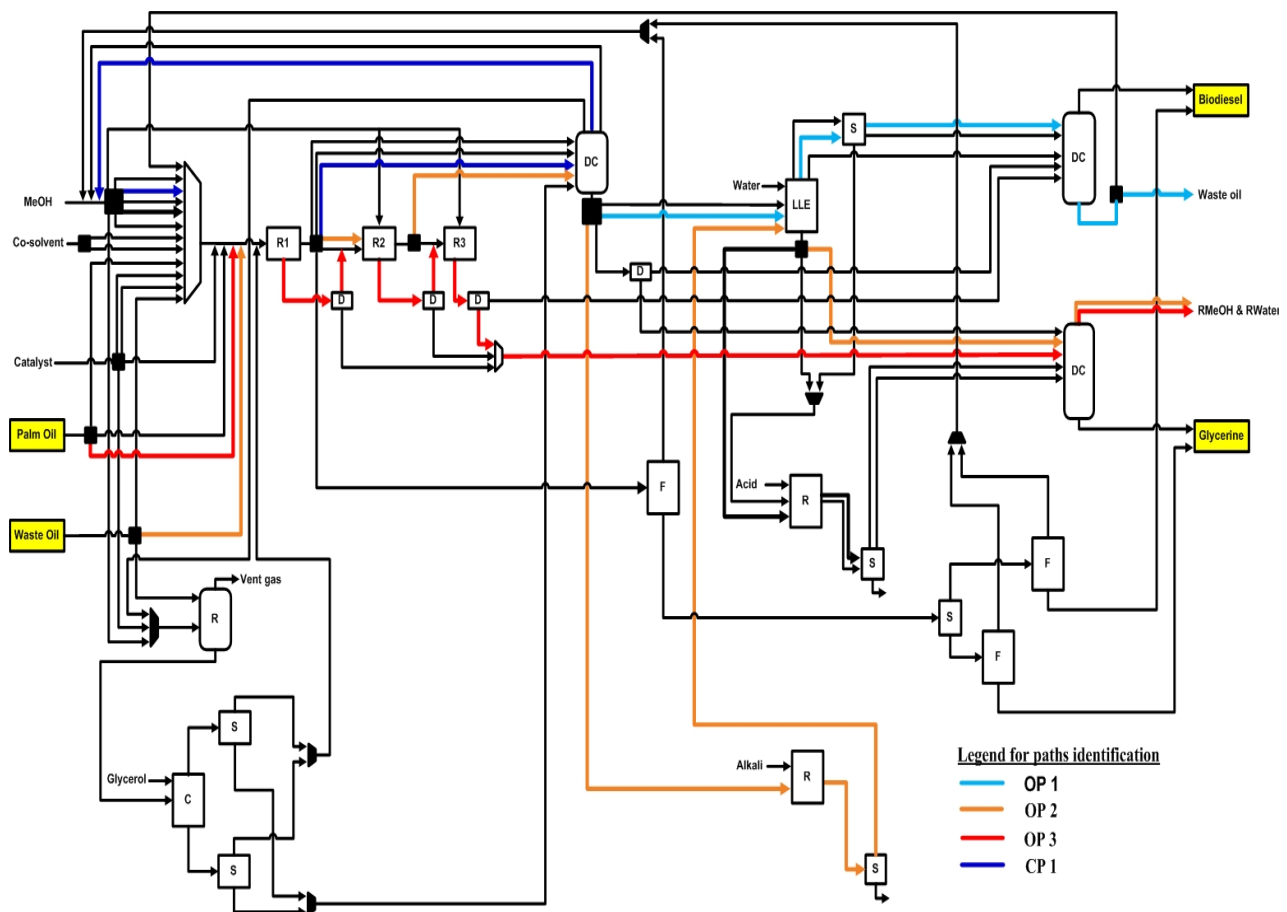 Biodiesel
S
DC
DC
Water
LLE
Waste oil
MeOH
Co-solvent
R1
R2
R3
D
D
D
D
RMeOH & RWater
Catalyst
DC
Palm Oil
Glycerine
F
Acid
R
Waste Oil
S
F
Vent gas
R
S
F
S
Glycerol
C
Alkali
R
S
S
Legend for paths identification
OP 1
OP 2
OP 3
CP 1